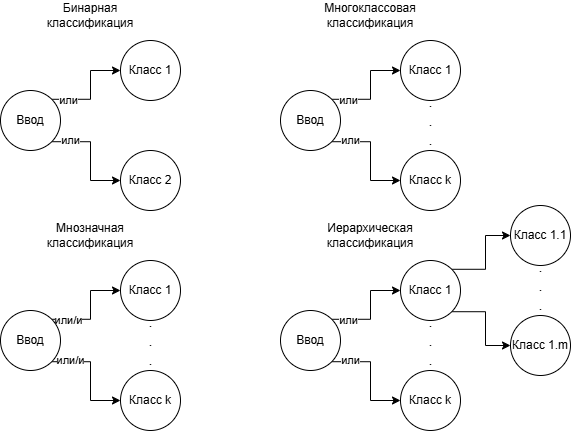 Бинарная
классификация
Ввод
или
или
Класс 1
Класс 2
Многоклассовая
классификация
Ввод
или
или
Класс 1
Класс k
Мнозначная
классификация
Ввод
или/и
или/и
Класс 1
Класс k
Иерархическая
классификация
Ввод
или
или
Класс 1
Класс k
Класс 1.1
Класс 1.m